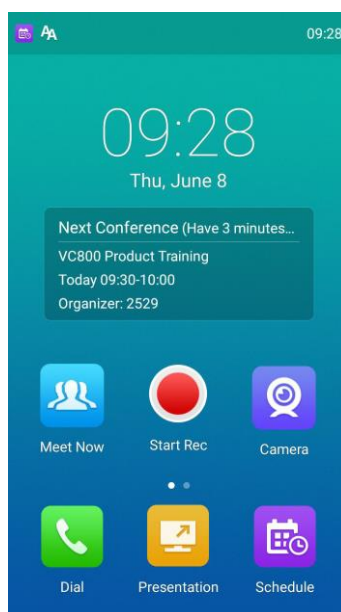 AA 09:28
09:28
Thu, June 8
Next Conference (Have 3 minutes...
VC800 Product Training
Today 09:30-10:00
Organizer: 2529
Meet Now Start Rec Camera
Dial Presentation Schedule